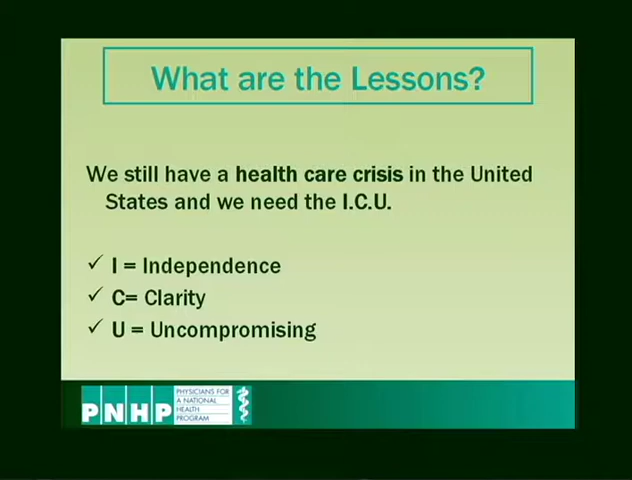 What are the Lessons?
We still have a health care crisis in the United
States and we need the I.C.U.
✓ I = Independence
✓ C= Clarity
✓ U = Uncompromising
PNHP
PHYSICIANS FOR
A NATIONAL
HEALTH
PROGRAM